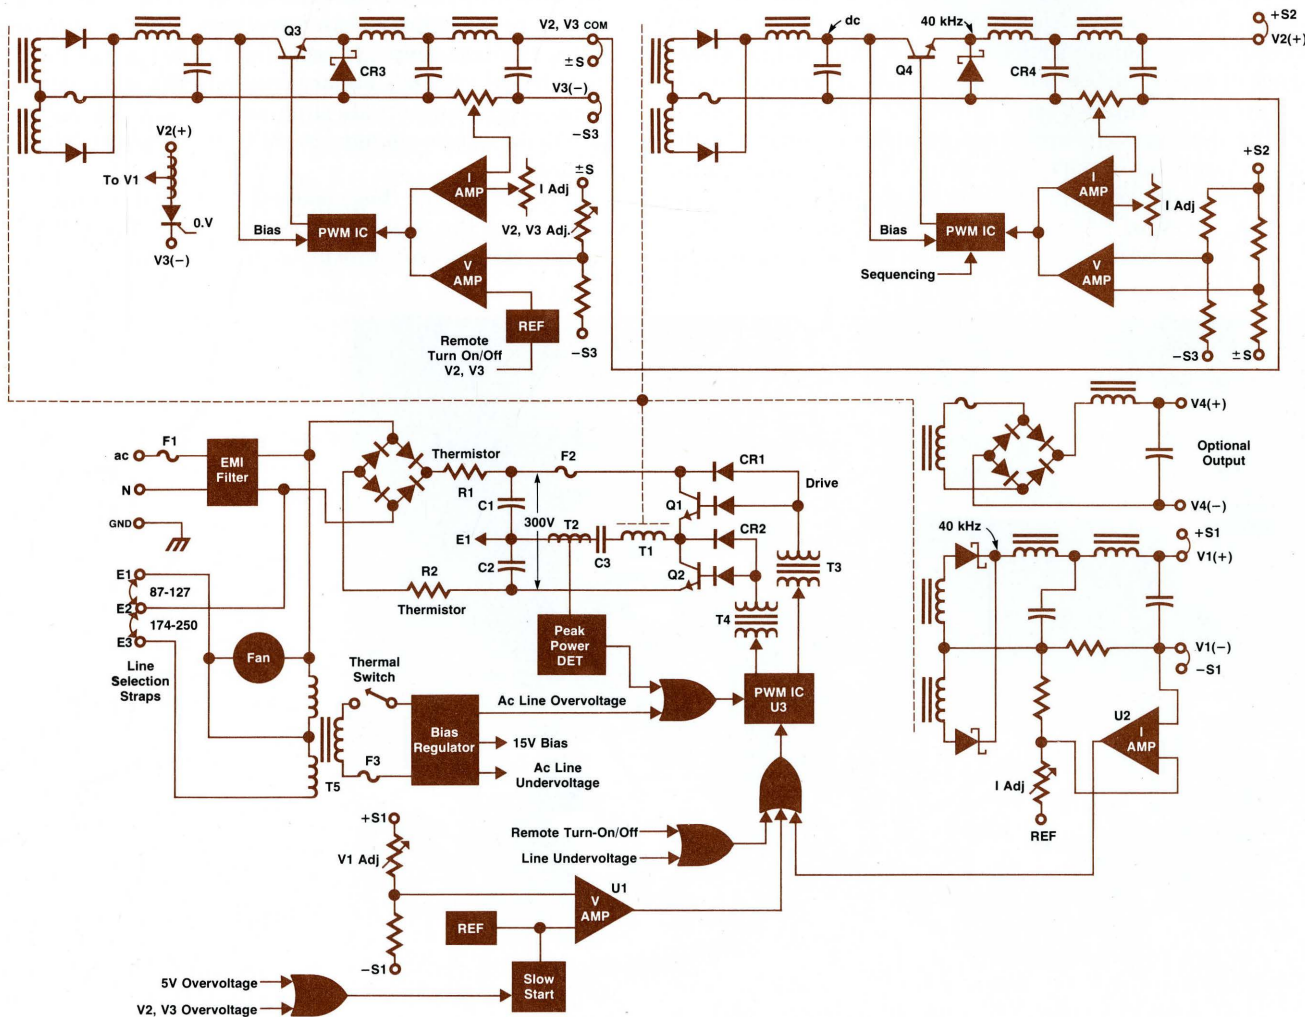 Q3
V2, V3 COM
CR3
±S
V3(−)
−S3
V2(+)
To V1
0.V
V3(−)
I
AMP
I Adj
±S
Bias
PWM IC
V2, V3 Adj.
V
AMP
REF
Remote
Turn On/Off
V2, V3
−S3
dc
40 kHz
+S2
V2(+)
Q4
CR4
+S2
I
AMP
I Adj
Bias
PWM IC
Sequencing
V
AMP
−S3
±S
V4(+)
Optional
Output
V4(−)
ac
F1
EMI
Filter
N
GND
Thermistor
R1
F2
CR1
Drive
C1
Q1
300V
T2
CR2
E1
C3
T1
C2
Q2
T3
R2
Thermistor
T4
E1
87-127
E2
174-250
E3
Line
Selection
Straps
Fan
Thermal
Switch
Peak
Power
DET
Ac Line Overvoltage
PWM IC
U3
Bias
Regulator
15V Bias
Ac Line
Undervoltage
F3
T5
40 kHz
+S1
V1(+)
V1(−)
−S1
U2
I
AMP
I Adj
REF
+S1
V1 Adj
−S1
Remote Turn-On/Off
Line Undervoltage
U1
V
AMP
REF
Slow
Start
5V Overvoltage
V2, V3 Overvoltage